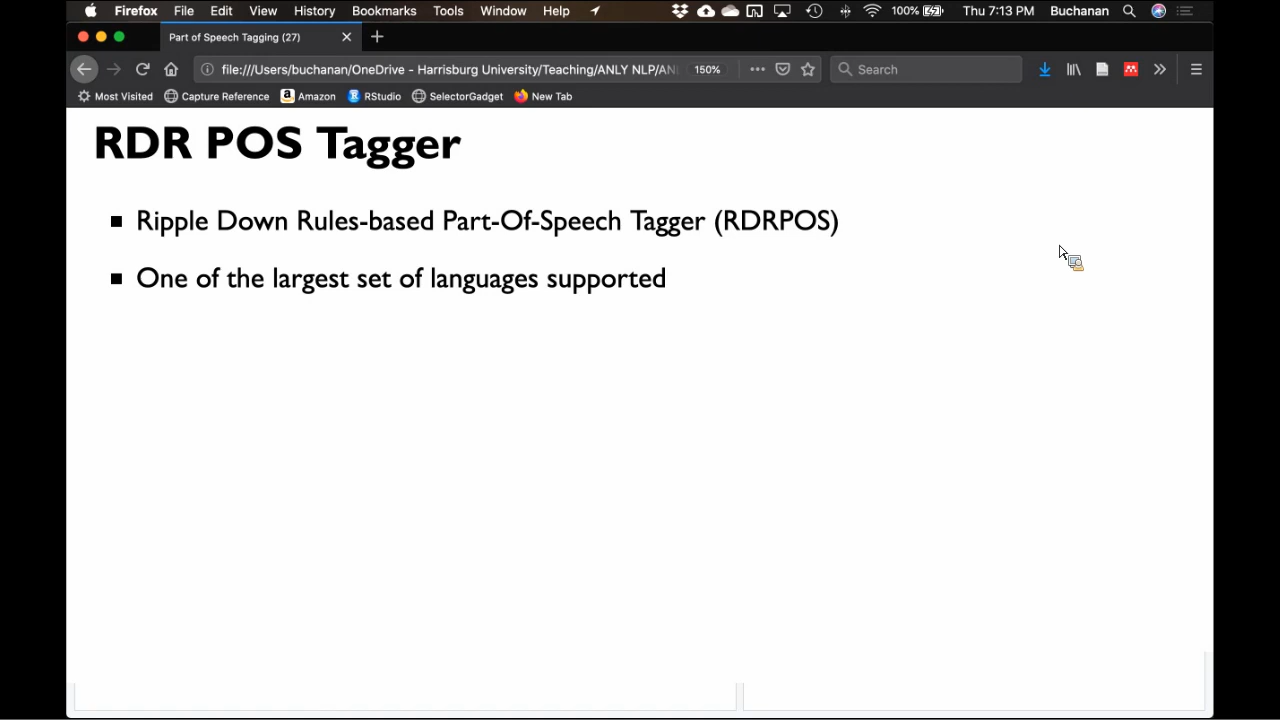 Firefox File Edit View History Bookmarks Tools Window Help 100% Thu 7:13 PM Buchanan
Part of Speech Tagging (27)
file:///Users/buchanan/OneDrive - Harrisburg University/Teaching/ANLY NLP/AN 150% Search
Most Visited Capture Reference Amazon RStudio SelectorGadget New Tab
RDR POS Tagger
Ripple Down Rules-based Part-Of-Speech Tagger (RDRPOS)
One of the largest set of languages supported